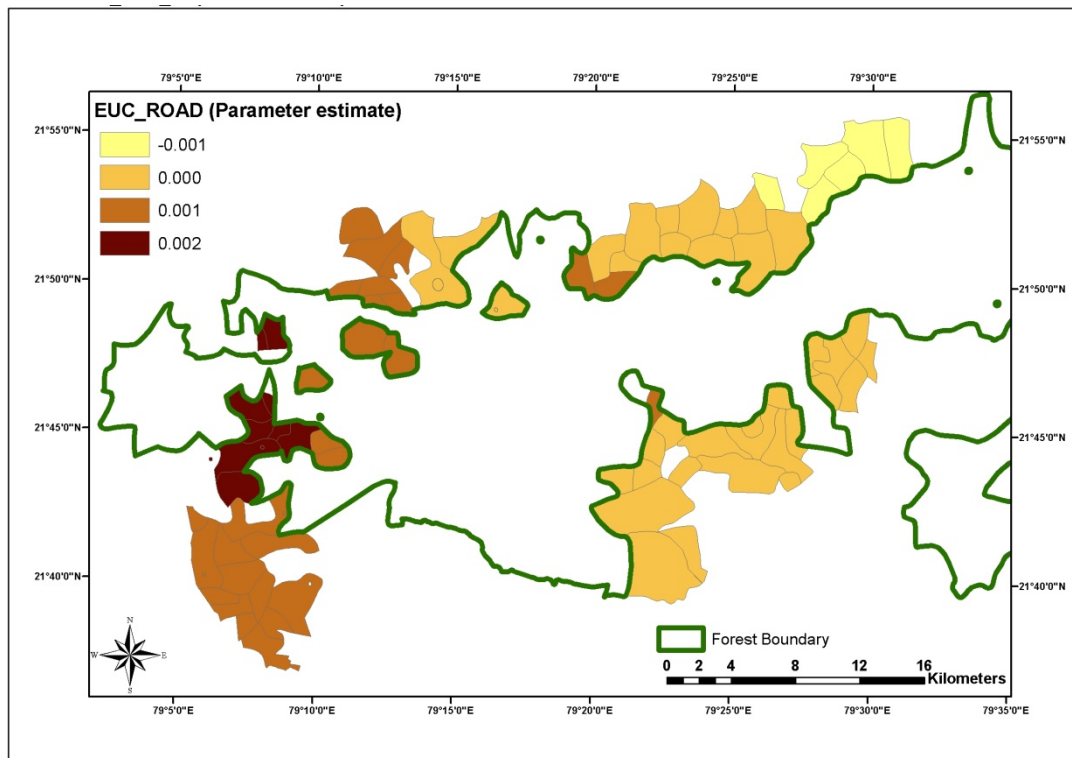 79°5'0"E 79°10'0"E 79°15'0"E 79°20'0"E 79°25'0"E 79°30'0"E
EUC_ROAD (Parameter estimate)
-0.001
0.000
0.001
0.002
21°55'0"N 21°55'0"N
21°50'0"N 21°50'0"N
21°45'0"N 21°45'0"N
21°40'0"N 21°40'0"N
N
W E
S
Forest Boundary
0 2 4 8 12 16
Kilometers
79°5'0"E 79°10'0"E 79°15'0"E 79°20'0"E 79°25'0"E 79°30'0"E 79°35'0"E